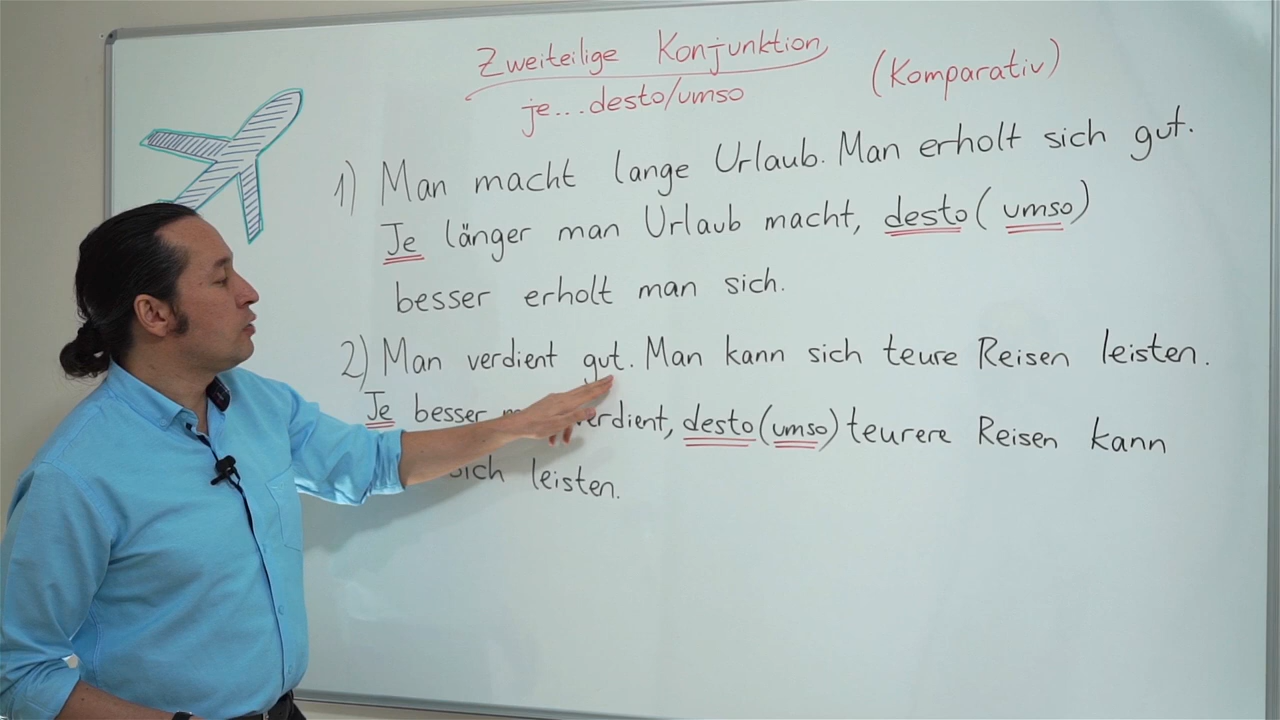 Zweiteilige Konjunktion
je...desto/umso (Komparativ)
1) Man macht lange Urlaub. Man erholt sich gut.
Je länger man Urlaub macht, desto (umso)
besser erholt man sich.
2) Man verdient gut. Man kann sich teure Reisen leisten.
Je besser verdient, desto (umso) teurere Reisen kann
sich leisten.